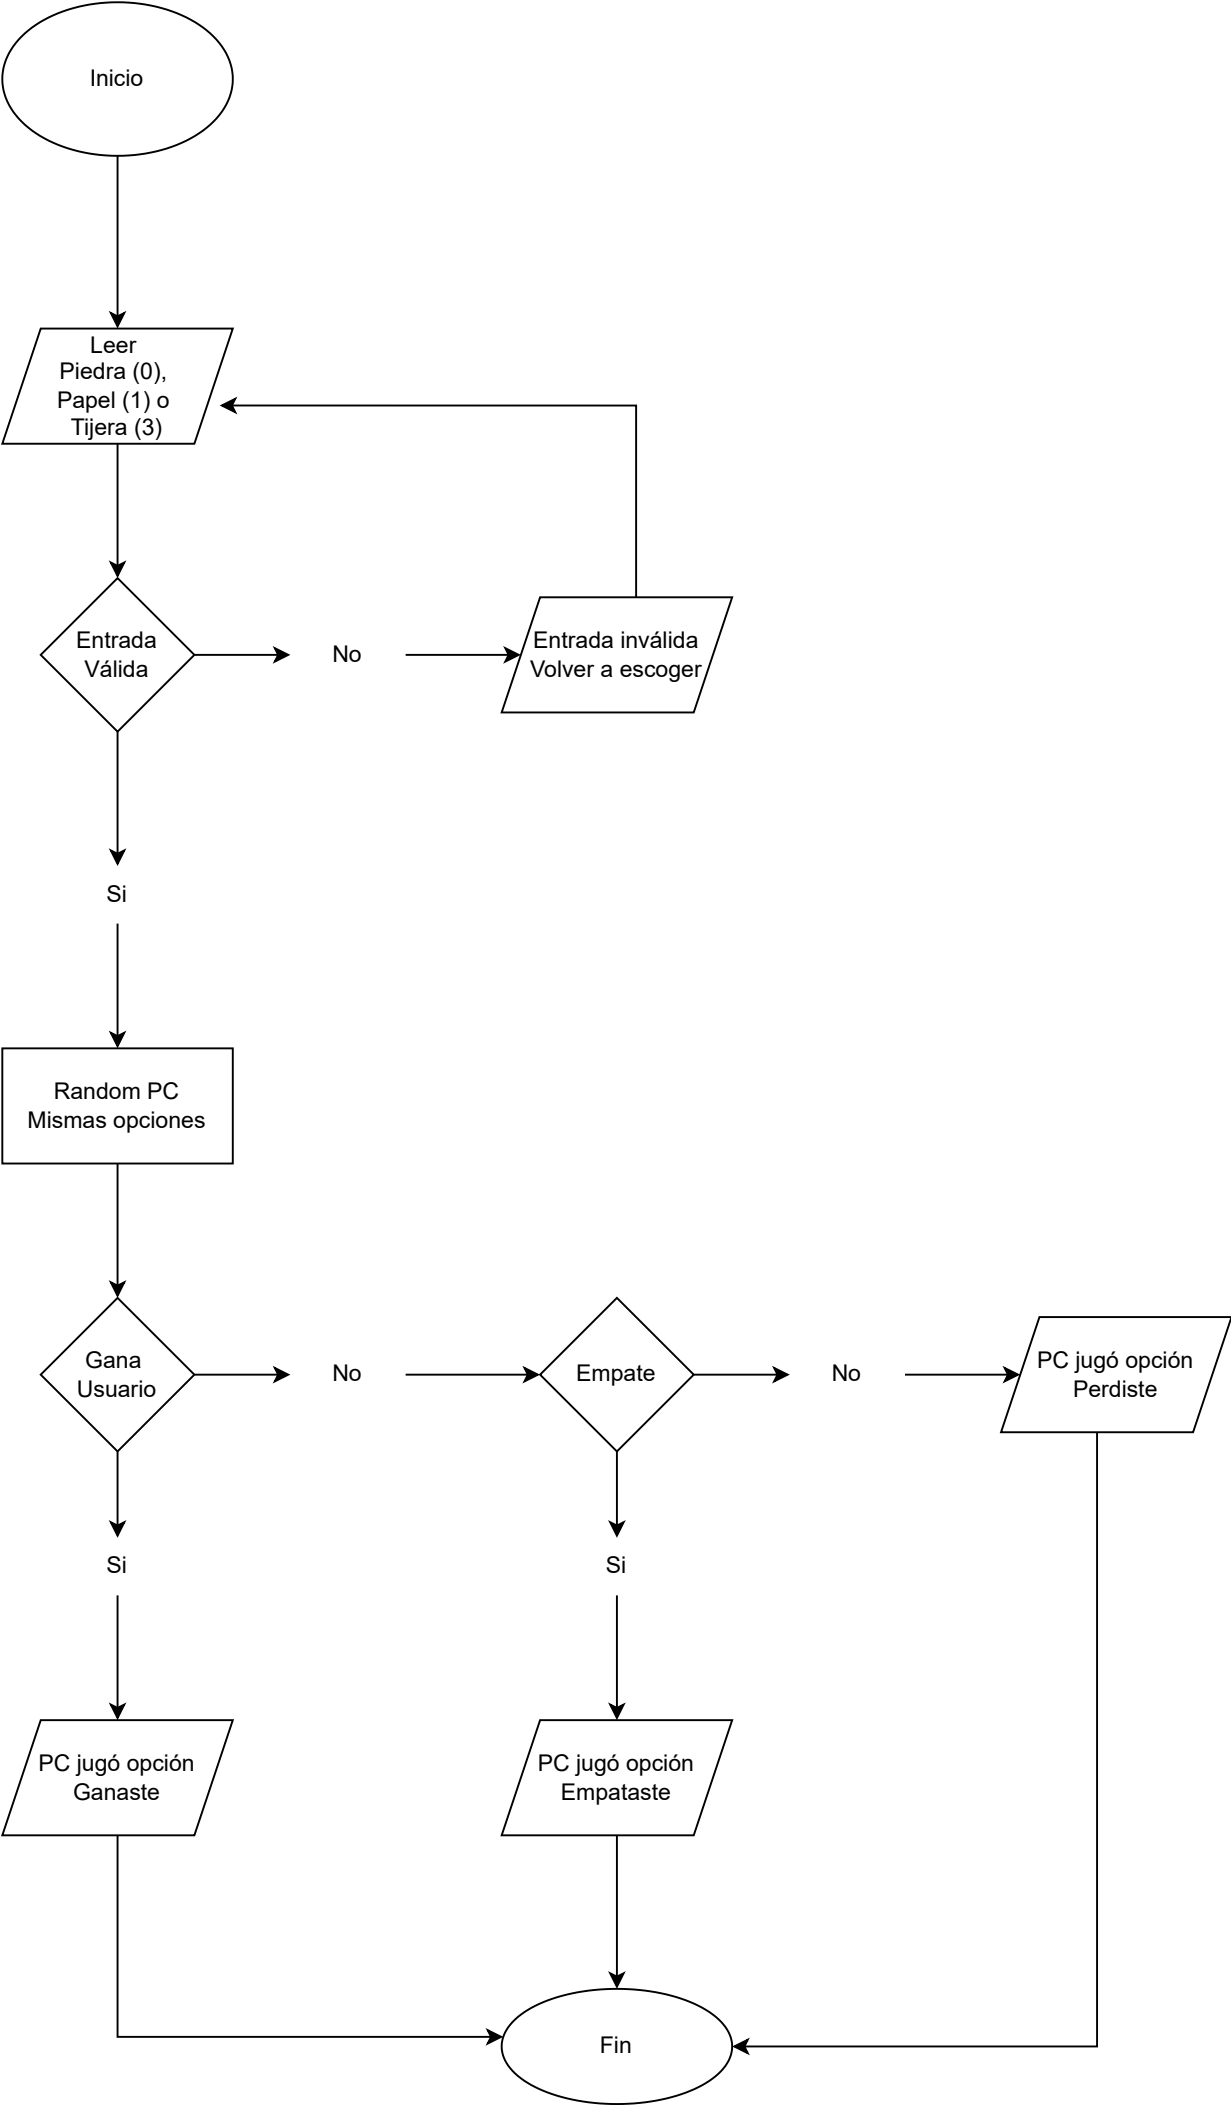 Inicio
Leer
Piedra (0),
Papel (1) o
Tijera (3)
Entrada
Válida
No
Entrada inválida
Volver a escoger
Si
Random PC
Mismas opciones
Gana
Usuario
No
Empate
No
PC jugó opción
Perdiste
Si
Si
PC jugó opción
Ganaste
PC jugó opción
Empataste
Fin